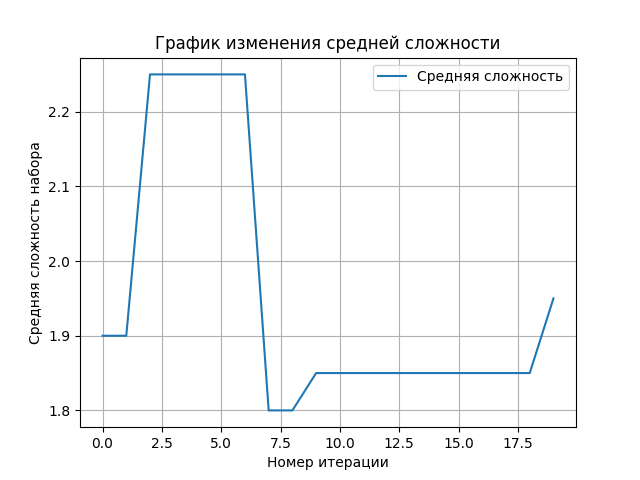 График изменения средней сложности
Средняя сложность
Средняя сложность набора
2.2
2.1
2.0
1.9
1.8
0.0 2.5 5.0 7.5 10.0 12.5 15.0 17.5
Номер итерации